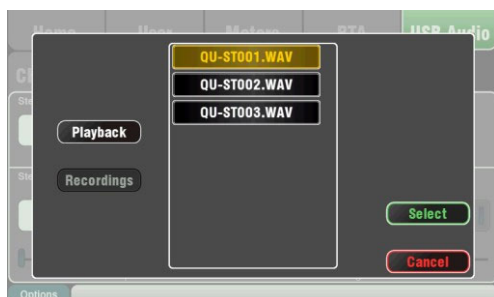 Home User Meters RTA USB Audio
QU-ST001.WAV
QU-ST002.WAV
QU-ST003.WAV
Playback
Recordings
Select
Cancel
Options